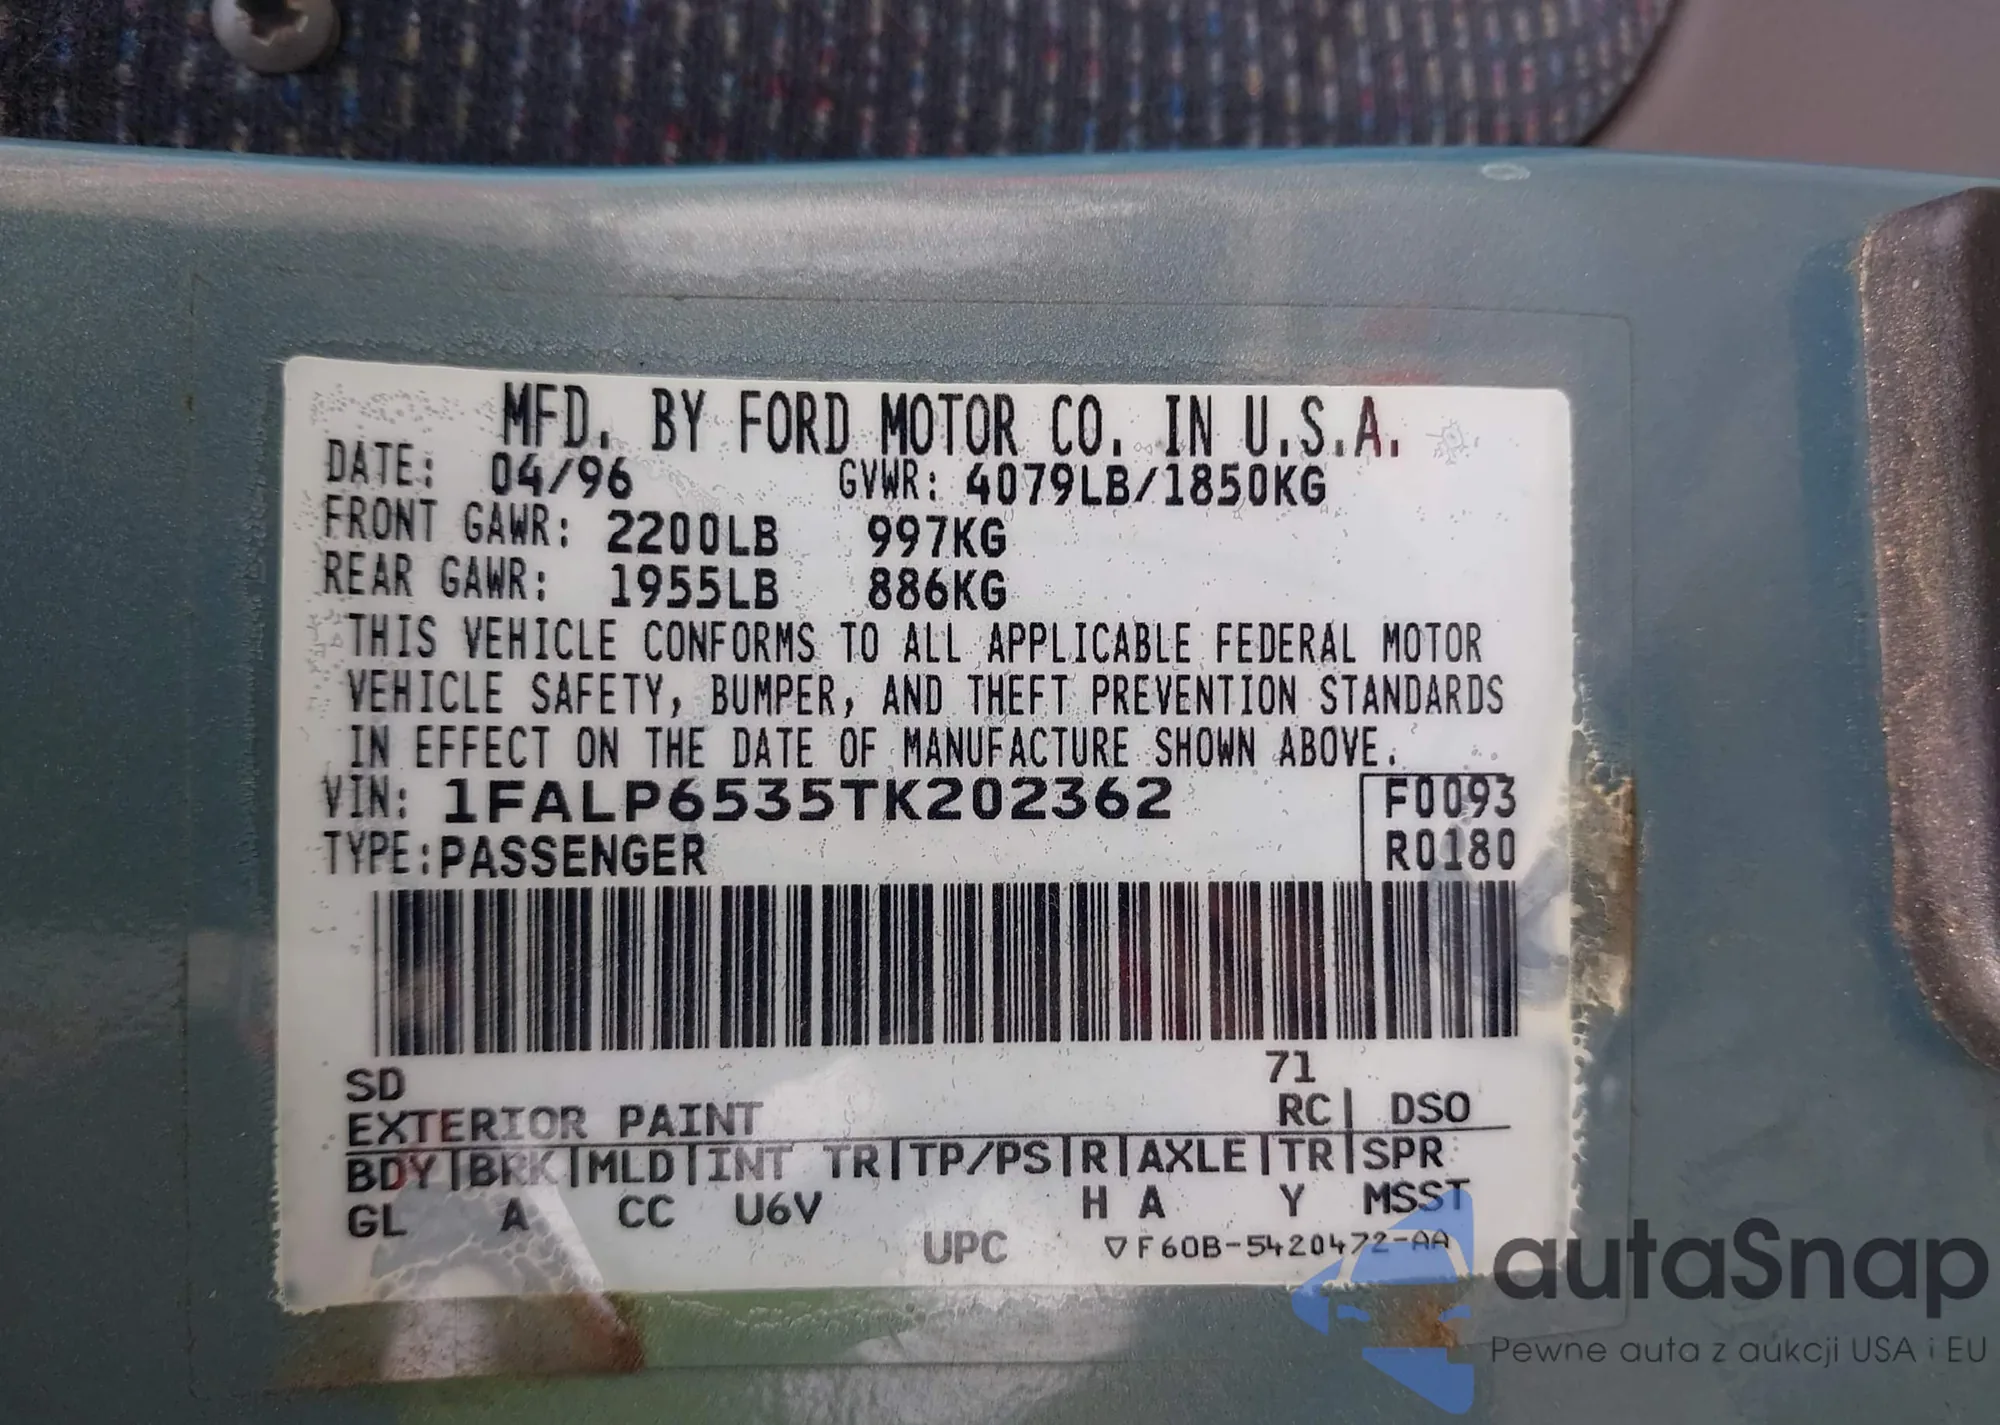 MFD. BY FORD MOTOR CO. IN U.S.A.
DATE: 04/96 GVWR: 4079LB/1850KG
FRONT GAWR: 2200LB 997KG
REAR GAWR: 1955LB 886KG
THIS VEHICLE CONFORMS TO ALL APPLICABLE FEDERAL MOTOR
VEHICLE SAFETY, BUMPER, AND THEFT PREVENTION STANDARDS
IN EFFECT ON THE DATE OF MANUFACTURE SHOWN ABOVE.
VIN: 1FALP6535TK202362 F0093
TYPE: PASSENGER R0180
SD 71
EXTERIOR PAINT RC| DSO
BDY|BRK|MLD|INT TR|TP/PS|R|AXLE|TR|SPR
GL A CC U6V H A Y MSST
UPC ▽F60B-5420472-AA
autaSnap
Pewne auta z aukcji USA i EU